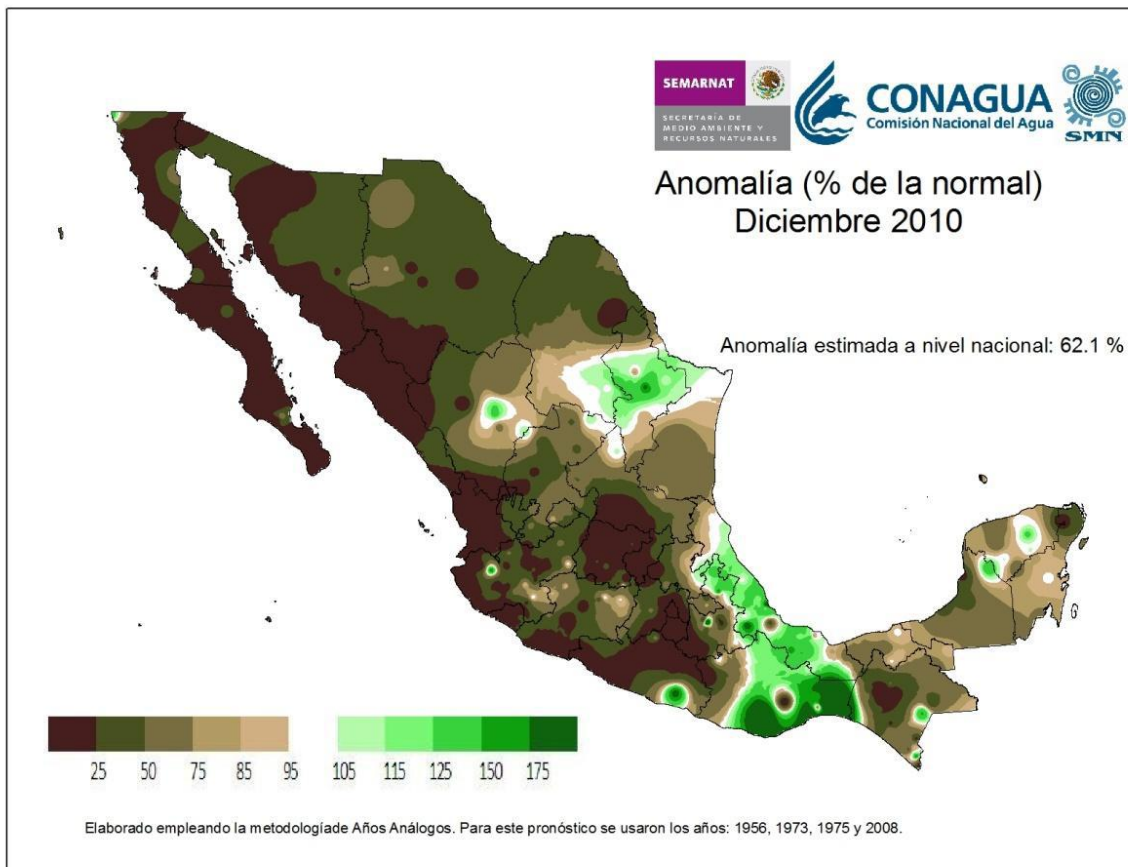 SEMARNAT
SECRETARÍA DE
MEDIO AMBIENTE Y
RECURSOS NATURALES
CONAGUA
Comisión Nacional del Agua
SMN
Anomalía (% de la normal)
Diciembre 2010
Anomalía estimada a nivel nacional: 62.1 %
25 50 75 85 95 105 115 125 150 175
Elaborado empleando la metodologíade Años Análogos. Para este pronóstico se usaron los años: 1956, 1973, 1975 y 2008.